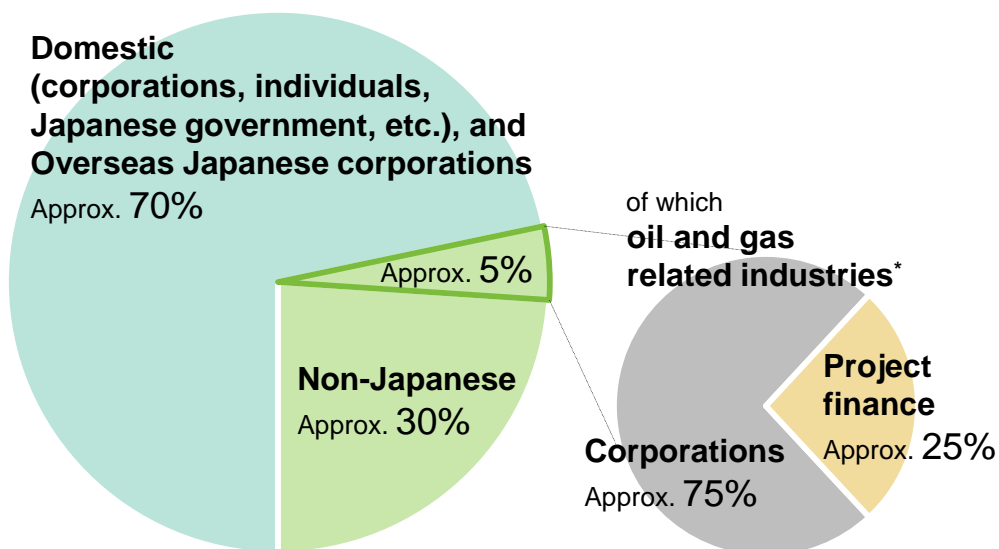 Domestic
(corporations, individuals,
Japanese government, etc.), and
Overseas Japanese corporations
Approx. 70%
of which
oil and gas
related industries*
Approx. 5%
Non-Japanese
Approx. 30%
Project
finance
Approx. 25%
Corporations
Approx. 75%